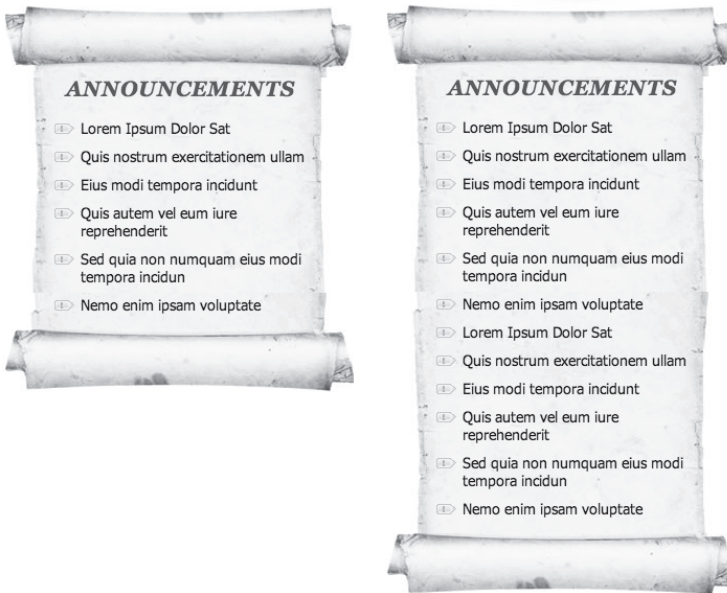 ANNOUNCEMENTS
Lorem Ipsum Dolor Sat
Quis nostrum exercitationem ullam
Eius modi tempora incidunt
Quis autem vel eum iure
reprehenderit
Sed quia non numquam eius modi
tempora incidun
Nemo enim ipsam voluptate
ANNOUNCEMENTS
Lorem Ipsum Dolor Sat
Quis nostrum exercitationem ullam
Eius modi tempora incidunt
Quis autem vel eum iure
reprehenderit
Sed quia non numquam eius modi
tempora incidun
Nemo enim ipsam voluptate
Lorem Ipsum Dolor Sat
Quis nostrum exercitationem ullam
Eius modi tempora incidunt
Quis autem vel eum iure
reprehenderit
Sed quia non numquam eius modi
tempora incidun
Nemo enim ipsam voluptate